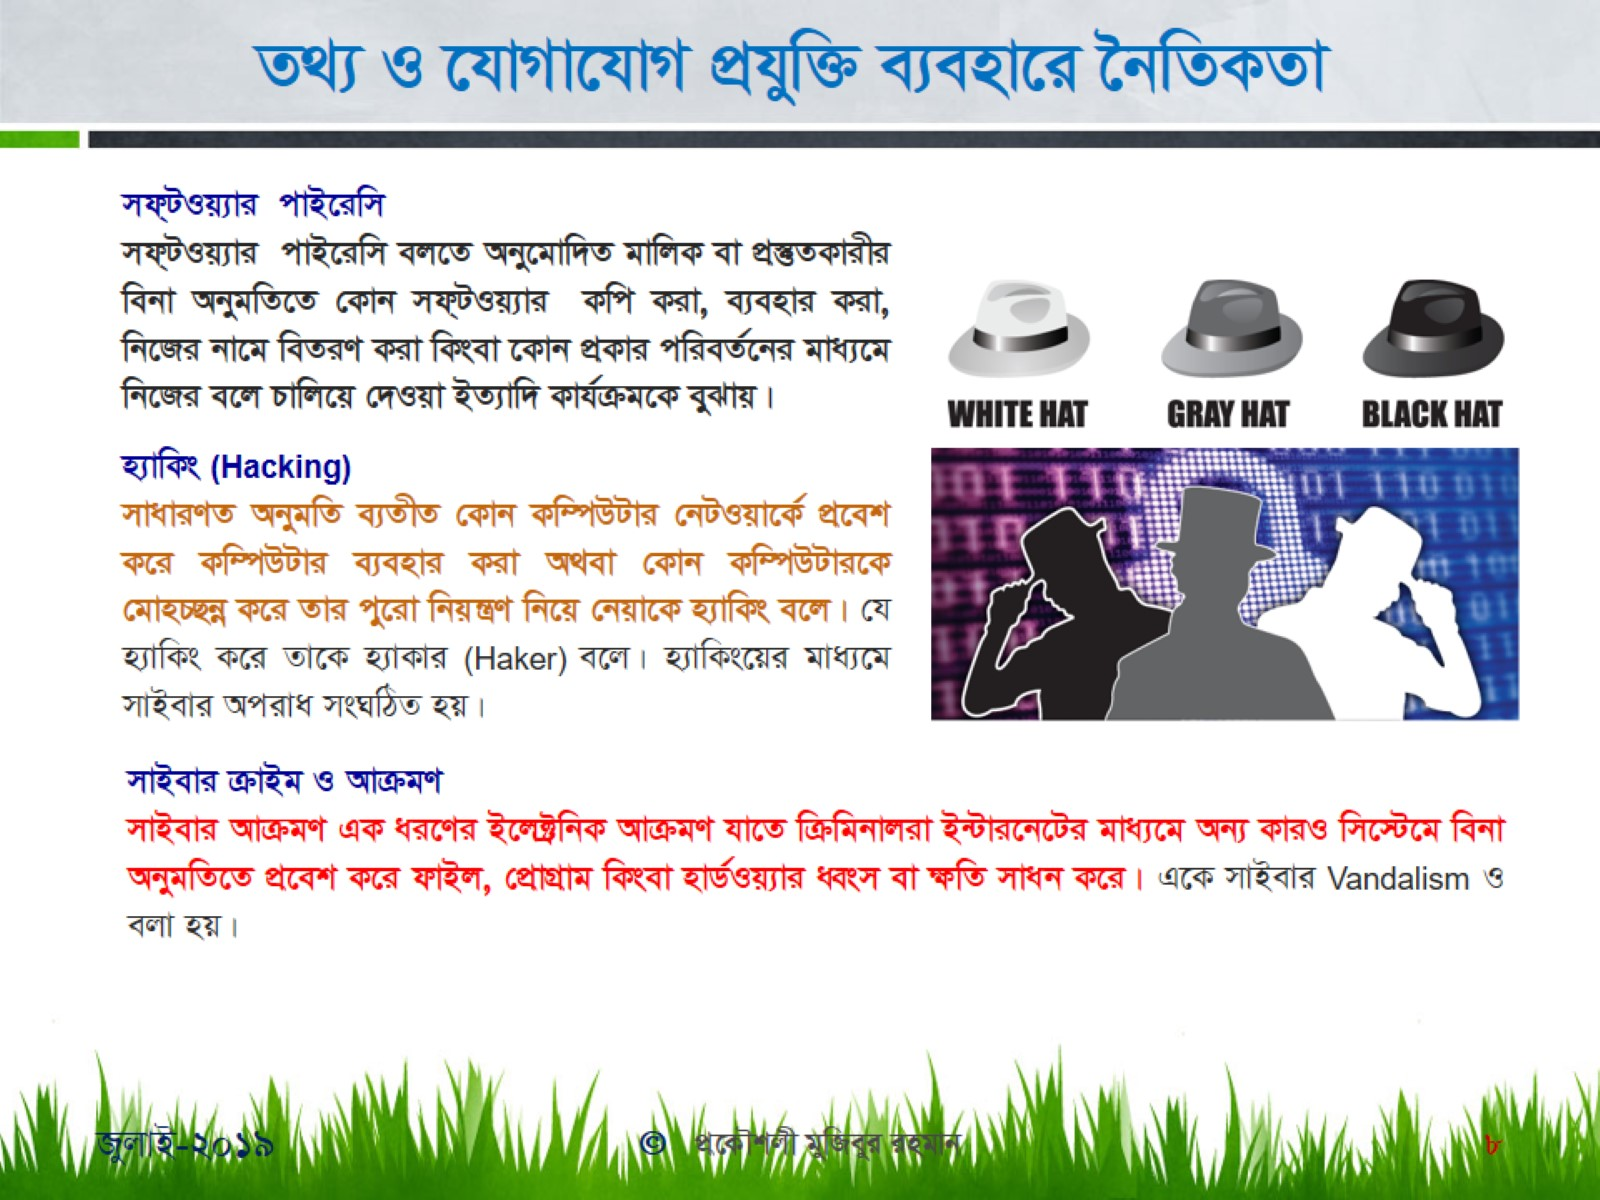 তথ্য ও যোগাযোগ প্রযুক্তি ব্যবহারে নৈতিকতা
সফ্‌টওয়্যার পাইরেসি
সফ্‌টওয়্যার পাইরেসি বলতে অনুমোদিত মালিক বা প্রস্তুতকারীর
বিনা অনুমতিতে কোন সফ্‌টওয়্যার কপি করা, ব্যবহার করা,
নিজের নামে বিতরণ করা কিংবা কোন প্রকার পরিবর্তনের মাধ্যমে
নিজের বলে চালিয়ে দেওয়া ইত্যাদি কার্যক্রমকে বুঝায়।
WHITE HAT GRAY HAT BLACK HAT
হ্যাকিং (Hacking)
সাধারণত অনুমতি ব্যতীত কোন কম্পিউটার নেটওয়ার্কে প্রবেশ
করে কম্পিউটার ব্যবহার করা অথবা কোন কম্পিউটারকে
মোহচ্ছন্ন করে তার পুরো নিয়ন্ত্রণ নিয়ে নেয়াকে হ্যাকিং বলে। যে
হ্যাকিং করে তাকে হ্যাকার (Haker) বলে। হ্যাকিংয়ের মাধ্যমে
সাইবার অপরাধ সংঘঠিত হয়।
সাইবার ক্রাইম ও আক্রমণ
সাইবার আক্রমণ এক ধরণের ইলেক্ট্রনিক আক্রমণ যাতে ক্রিমিনালরা ইন্টারনেটের মাধ্যমে অন্য কারও সিস্টেমে বিনা
অনুমতিতে প্রবেশ করে ফাইল, প্রোগ্রাম কিংবা হার্ডওয়্যার ধ্বংস বা ক্ষতি সাধন করে। একে সাইবার Vandalism ও
বলা হয়।
জুলাই-২০১৯ © প্রকৌশলী মুজিবুর রহমান ৮